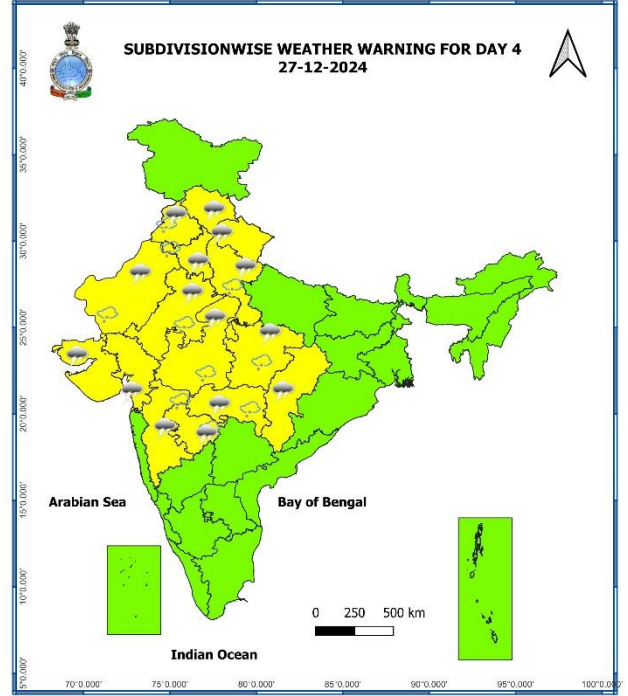 SUBDIVISIONWISE WEATHER WARNING FOR DAY 4
27-12-2024
40°0.000'
35°0.000'
30°0.000'
25°0.000'
20°0.000'
15°0.000'
10°0.000'
5°0.000'
Arabian Sea
Bay of Bengal
0 250 500 km
Indian Ocean
70°0.000' 75°0.000' 80°0.000' 85°0.000' 90°0.000' 95°0.000' 100°0.000'